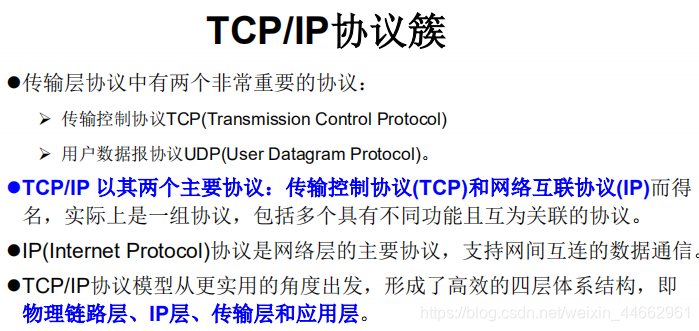 TCP/IP协议簇
●传输层协议中有两个非常重要的协议：
➢ 传输控制协议TCP(Transmission Control Protocol)
➢ 用户数据报协议UDP(User Datagram Protocol)。
●TCP/IP 以其两个主要协议：传输控制协议(TCP)和网络互联协议(IP)而得
名，实际上是一组协议，包括多个具有不同功能且互为关联的协议。
●IP(Internet Protocol)协议是网络层的主要协议，支持网间互连的数据通信。
●TCP/IP协议模型从更实用的角度出发，形成了高效的四层体系结构，即
物理链路层、IP层、传输层和应用层。
https://blog.csdn.net/weixin_44662961